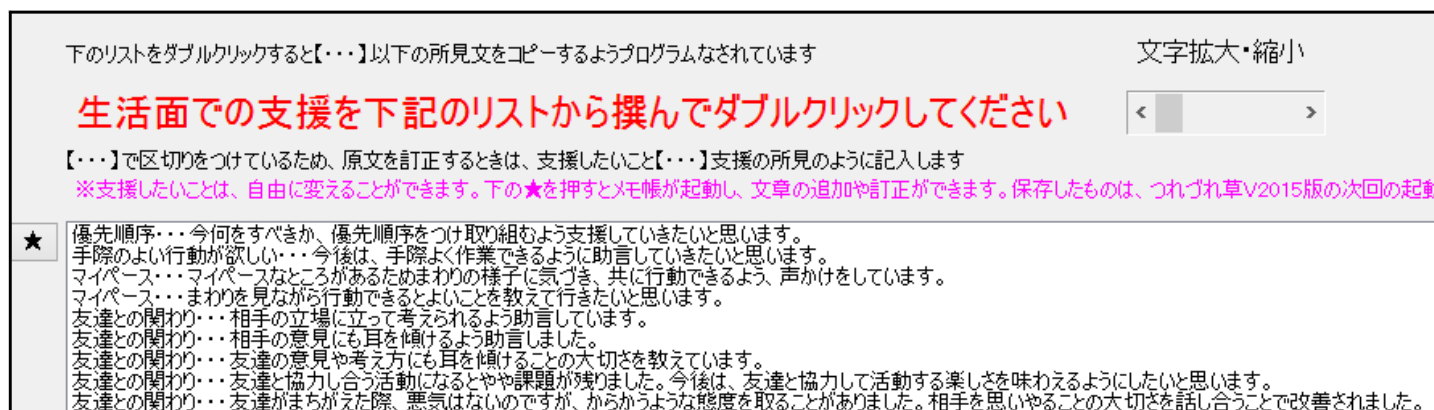 下のリストをダブルクリックすると【・・・】以下の所見文をコピーするようプログラムなされています
文字拡大・縮小
生活面での支援を下記のリストから撰んでダブルクリックしてください
【・・・】で区切りをつけているため、原文を訂正するときは、支援したいこと【・・・】支援の所見のように記入します
※支援したいことは、自由に変えることができます。下の★を押すとメモ帳が起動し、文章の追加や訂正ができます。保存したものは、つれづれ草V2015版の次回の起動
★
優先順序・・・今何をすべきか、優先順序をつけ取り組むよう支援していきたいと思います。
手際のよい行動が欲しい・・・今後は、手際よく作業できるように助言していきたいと思います。
マイペース・・・マイペースなところがあるためまわりの様子に気づき、共に行動できるよう、声かけをしています。
マイペース・・・まわりを見ながら行動できるとよいことを教えて行きたいと思います。
友達との関わり・・・相手の立場に立って考えられるよう助言しています。
友達との関わり・・・相手の意見にも耳を傾けるよう助言しました。
友達との関わり・・・友達の意見や考え方にも耳を傾けることの大切さを教えています。
友達との関わり・・・友達と協力し合う活動になるとやや課題が残りました。今後は、友達と協力して活動する楽しさを味わえるようにしたいと思います。
友達との関わり・・・友達がまちがえた際、悪気はないのですが、からかうような態度を取ることがありました。相手を思いやることの大切さを話し合うことで改善されました。